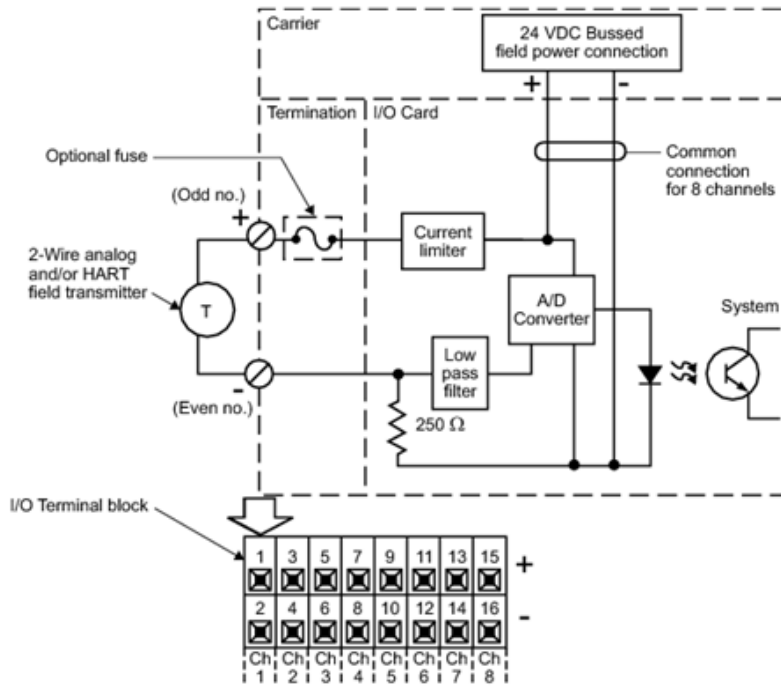 Carrier
24 VDC Bussed
field power connection
+
-
Termination
I/O Card
Optional fuse
Common
connection
for 8 channels
(Odd no.)
+
Current
limiter
2-Wire analog
and/or HART
field transmitter
T
A/D
Converter
System
Low
pass
filter
-
(Even no.)
250 Ω
I/O Terminal block
1 3 5 7 9 11 13 15
+
2 4 6 8 10 12 14 16
-
Ch Ch Ch Ch Ch Ch Ch Ch
1 2 3 4 5 6 7 8